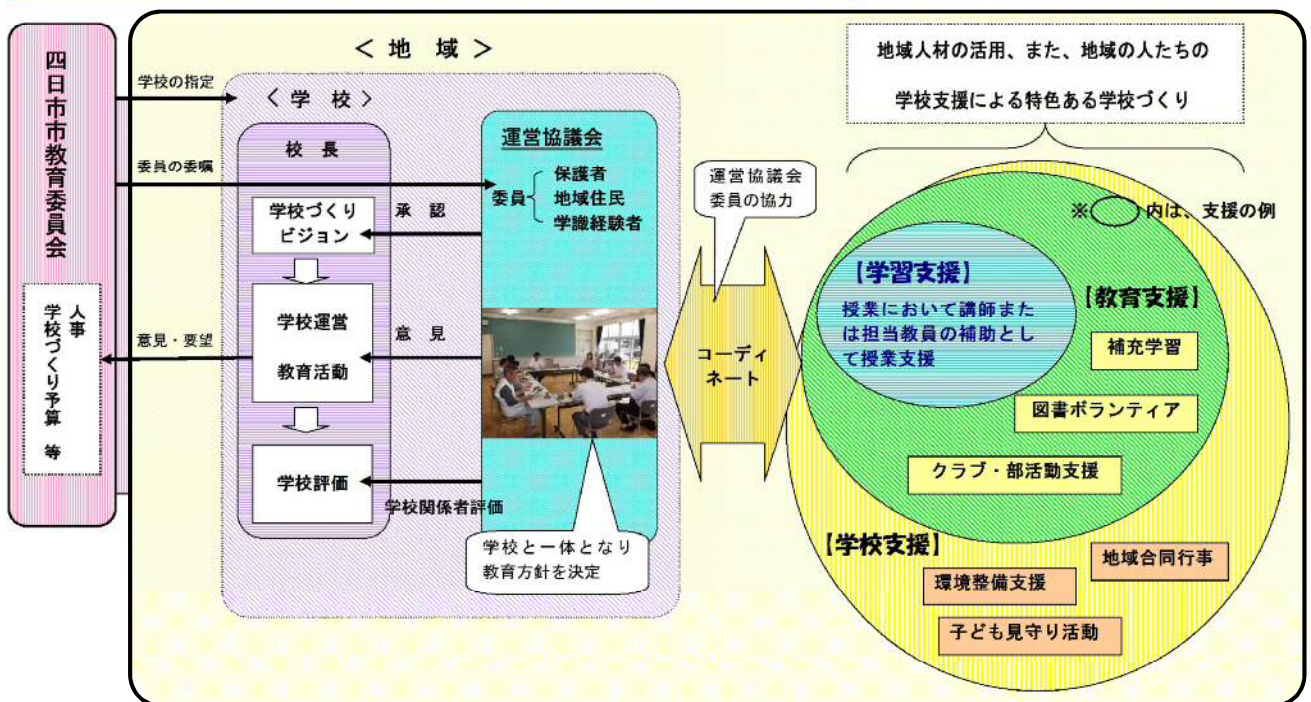 四日市市教育委員会
人事
学校づくり予算 等
学校の指定
委員の委嘱
意見・要望
＜ 地 域 ＞
＜ 学 校 ＞
校 長
学校づくり
ビジョン
学校運営
教育活動
学校評価
承 認
意 見
学校関係者評価
運営協議会
委員
保護者
地域住民
学識経験者
学校と一体となり
教育方針を決定
運営協議会
委員の協力
コーディ
ネート
地域人材の活用、また、地域の人たちの
学校支援による特色ある学校づくり
※ 内は、支援の例
【学習支援】
授業において講師また
は担当教員の補助とし
て授業支援
【教育支援】
補充学習
図書ボランティア
クラブ・部活動支援
【学校支援】
地域合同行事
環境整備支援
子ども見守り活動